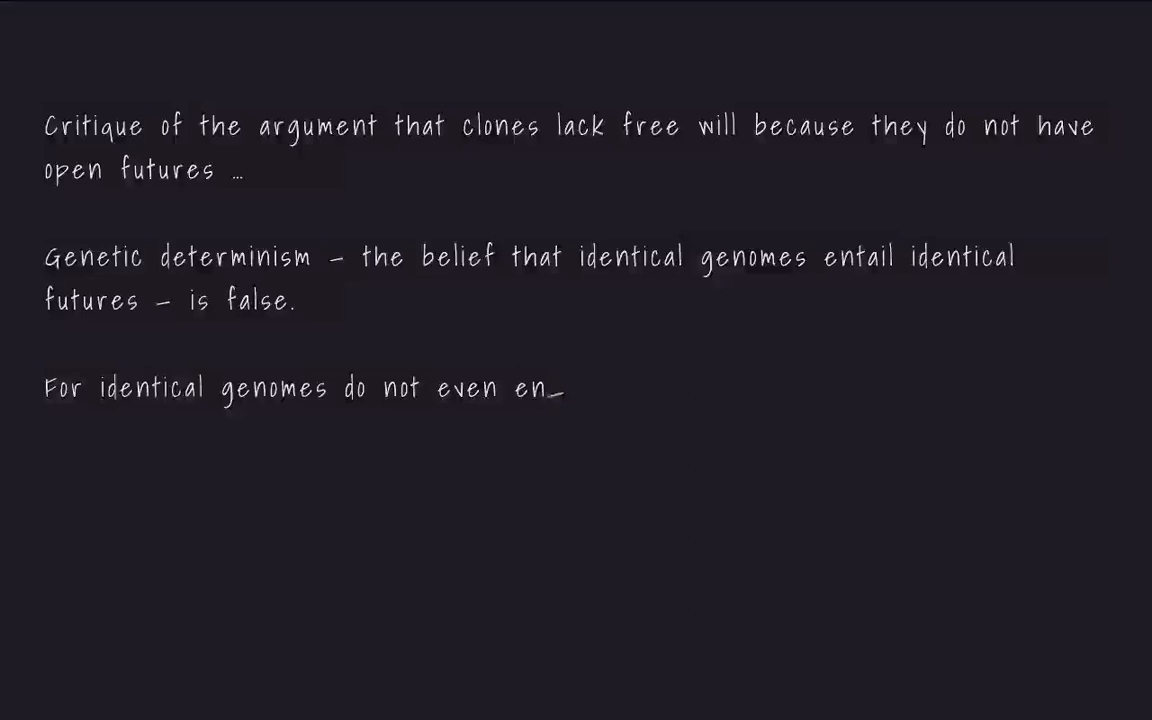 Critique of the argument that clones lack free will because they do not have
open futures …
Genetic determinism – the belief that identical genomes entail identical
futures – is false.
For identical genomes do not even en